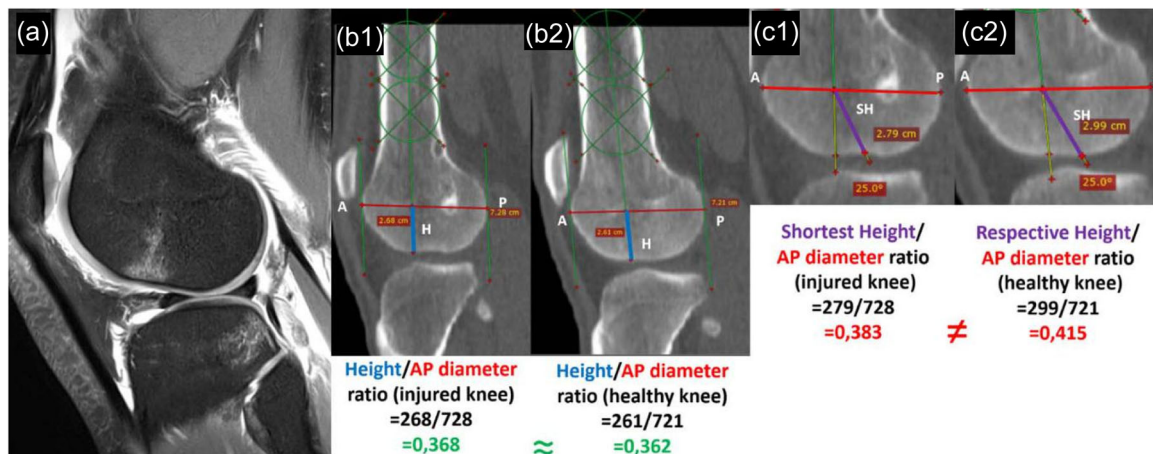 (a)
(b1)
(b2)
(c1)
(c2)
A
P
H
2.68 cm
7.28 cm
A
P
H
2.61 cm
7.21 cm
A
P
SH
2.79 cm
25.0°
A
SH
2.99 cm
25.0°
Height/AP diameter
ratio (injured knee)
=268/728
=0,368
≈
Height/AP diameter
ratio (healthy knee)
=261/721
=0,362
Shortest Height/
AP diameter ratio
(injured knee)
=279/728
=0,383
≠
Respective Height/
AP diameter ratio
(healthy knee)
=299/721
=0,415